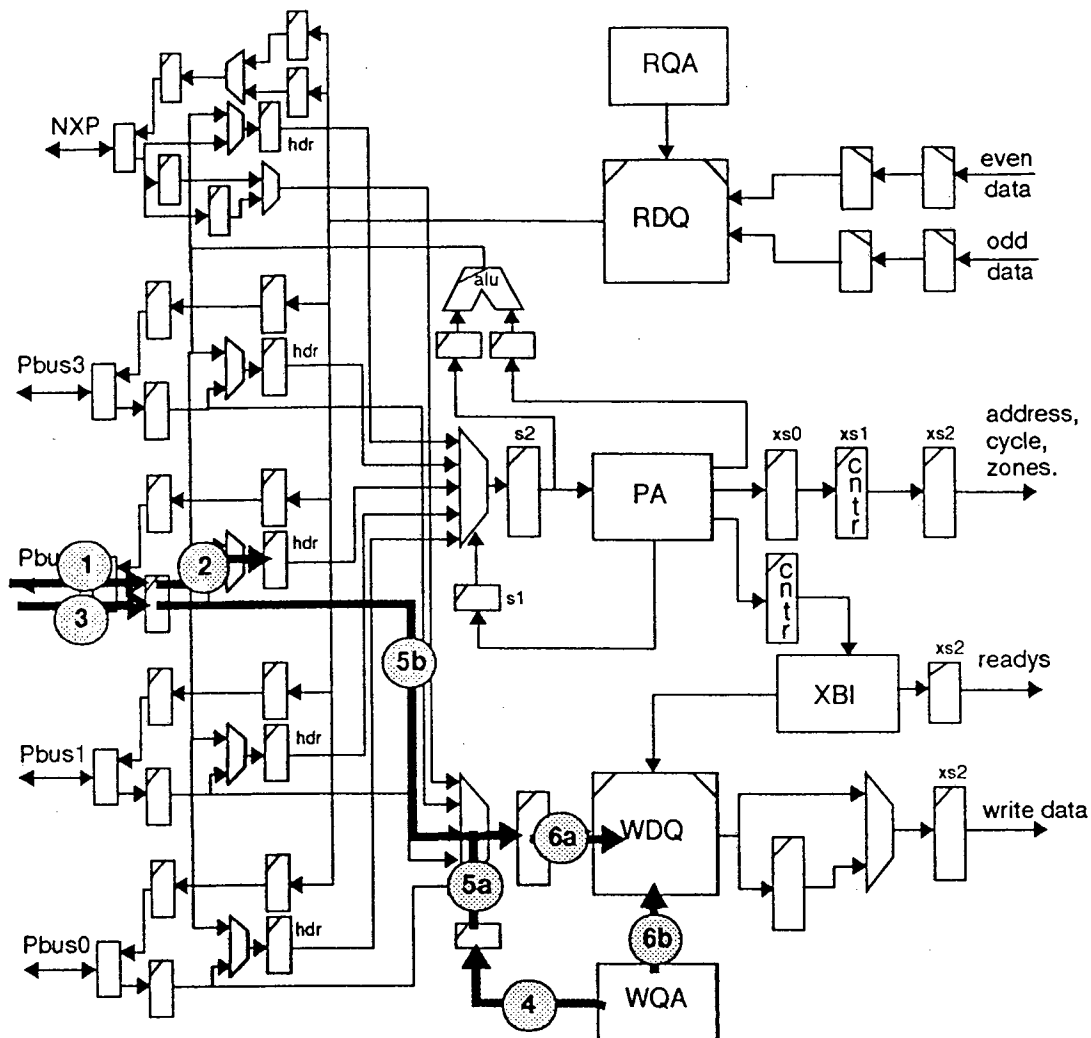 RQA
NXP
hdr
even
data
RDQ
odd
data
alu
Pbus3
hdr
address,
cycle,
zones.
s2
xs0
xs1
xs2
PA
cntr
Pbu
hdr
1
2
3
s1
cntr
5b
xs2
readys
XBI
Pbus1
hdr
xs2
WDQ
write data
6a
5a
hdr
Pbus0
6b
4
WQA